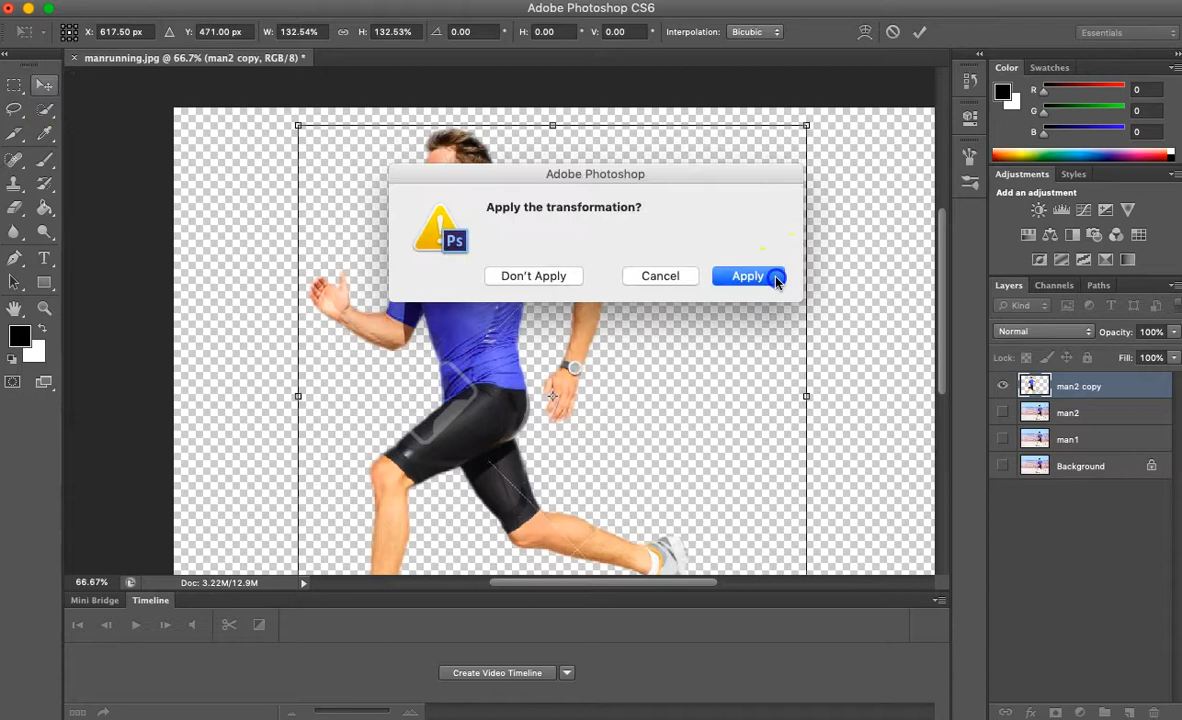 Adobe Photoshop CS6
X: 617.50 px Y: 471.00 px W: 132.54% H: 132.53% 0.00 ° H: 0.00 ° V: 0.00 ° Interpolation: Bicubic Essentials
× manrunning.jpg @ 66.7% (man2 copy, RGB/8) *
Color Swatches
R 0
G 0
B 0
Adobe Photoshop
Apply the transformation?
Ps
Don't Apply Cancel Apply
Adjustments Styles
Add an adjustment
Layers Channels Paths
Kind
Normal Opacity: 100%
Lock: Fill: 100%
man2 copy
man2
man1
Background
66.67% Doc: 3.22M/12.9M
Mini Bridge Timeline
Create Video Timeline
fx